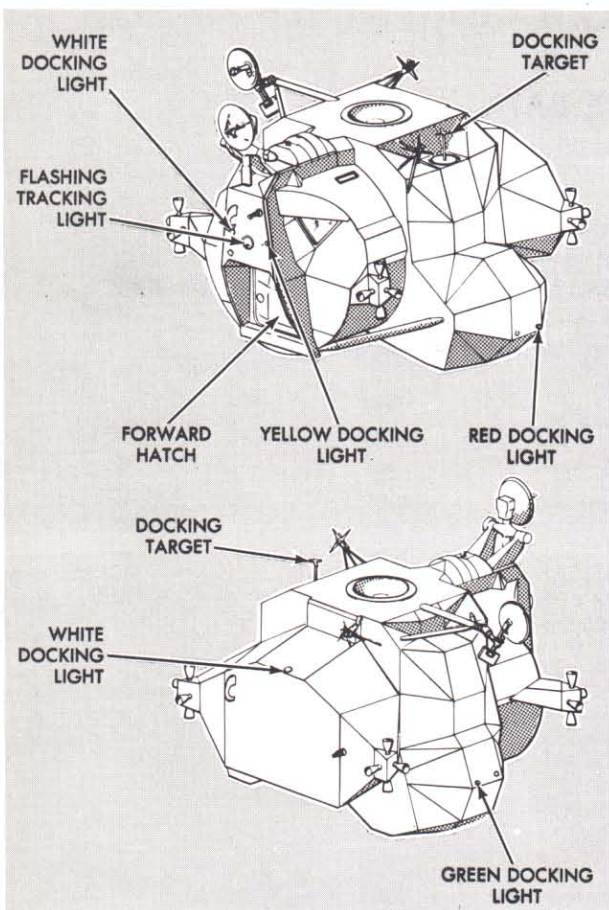 WHITE
DOCKING
LIGHT
DOCKING
TARGET
FLASHING
TRACKING
LIGHT
FORWARD
HATCH
YELLOW DOCKING
LIGHT
RED DOCKING
LIGHT
DOCKING
TARGET
WHITE
DOCKING
LIGHT
GREEN DOCKING
LIGHT